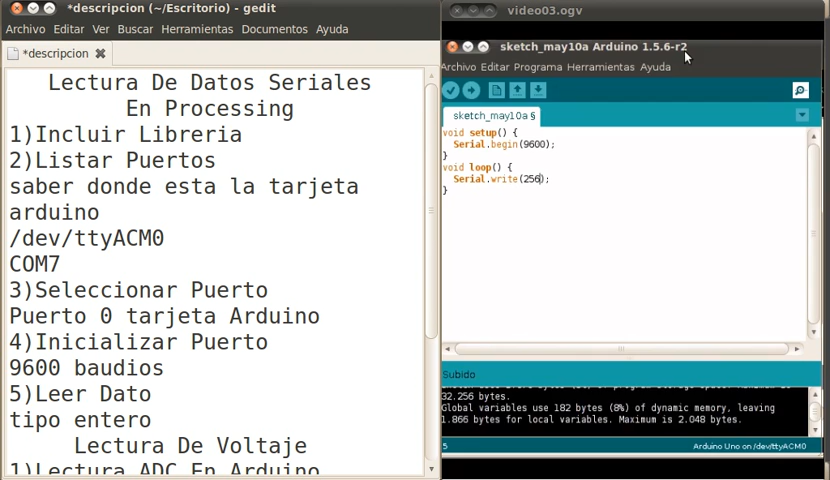 *descripcion (~/Escritorio) - gedit
Archivo Editar Ver Buscar Herramientas Documentos Ayuda
*descripcion
Lectura De Datos Seriales
En Processing
1)Incluir Libreria
2)Listar Puertos
saber donde esta la tarjeta
arduino
/dev/ttyACM0
COM7
3)Seleccionar Puerto
Puerto 0 tarjeta Arduino
4)Inicializar Puerto
9600 baudios
5)Leer Dato
tipo entero
Lectura De Voltaje
1)Lectura ADC En Arduino
video03.ogv
sketch_may10a Arduino 1.5.6-r2
Archivo Editar Programa Herramientas Ayuda
sketch_may10a §
void setup() {
Serial.begin(9600);
}
void loop() {
Serial.write(256);
}
Subido
32.256 bytes.
Global variables use 182 bytes (8%) of dynamic memory, leaving
1.866 bytes for local variables. Maximum is 2.048 bytes.
5
Arduino Uno on /dev/ttyACM0